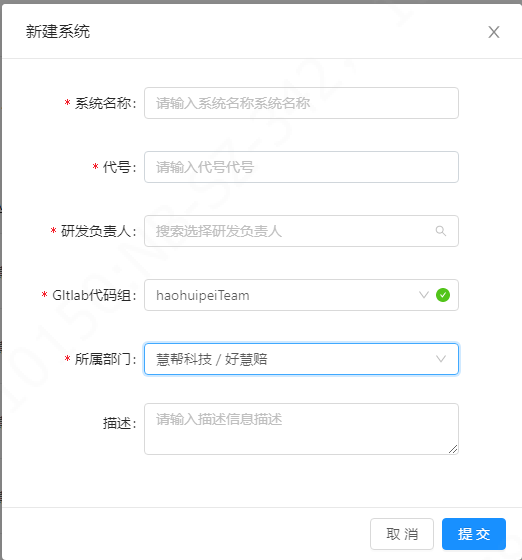 新建系统
* 系统名称:
请输入系统名称系统名称
* 代号:
请输入代号代号
* 研发负责人:
搜索选择研发负责人
* GItlab代码组:
haohuipeiTeam
* 所属部门:
慧帮科技 / 好慧赔
描述:
请输入描述信息描述
取 消
提 交